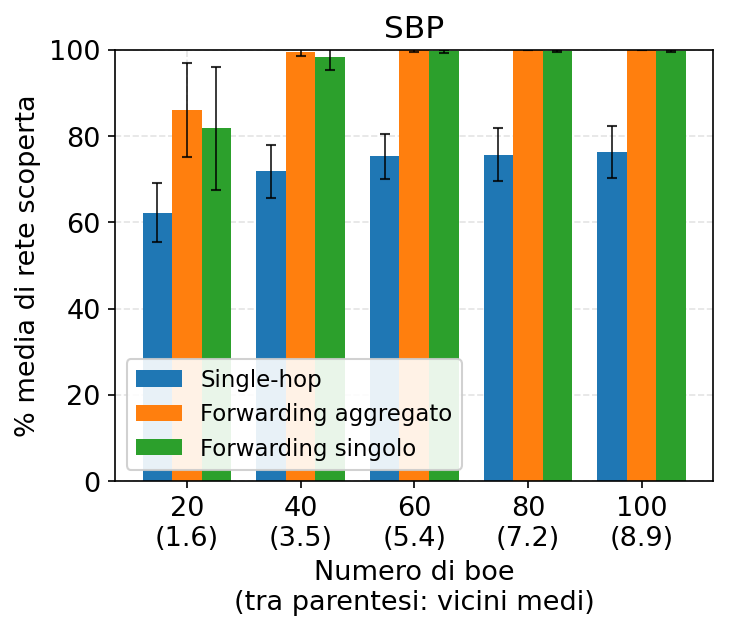 SBP
% media di rete scoperta
100
80
60
40
20
0
Single-hop
Forwarding aggregato
Forwarding singolo
20 40 60 80 100
(1.6) (3.5) (5.4) (7.2) (8.9)
Numero di boe
(tra parentesi: vicini medi)